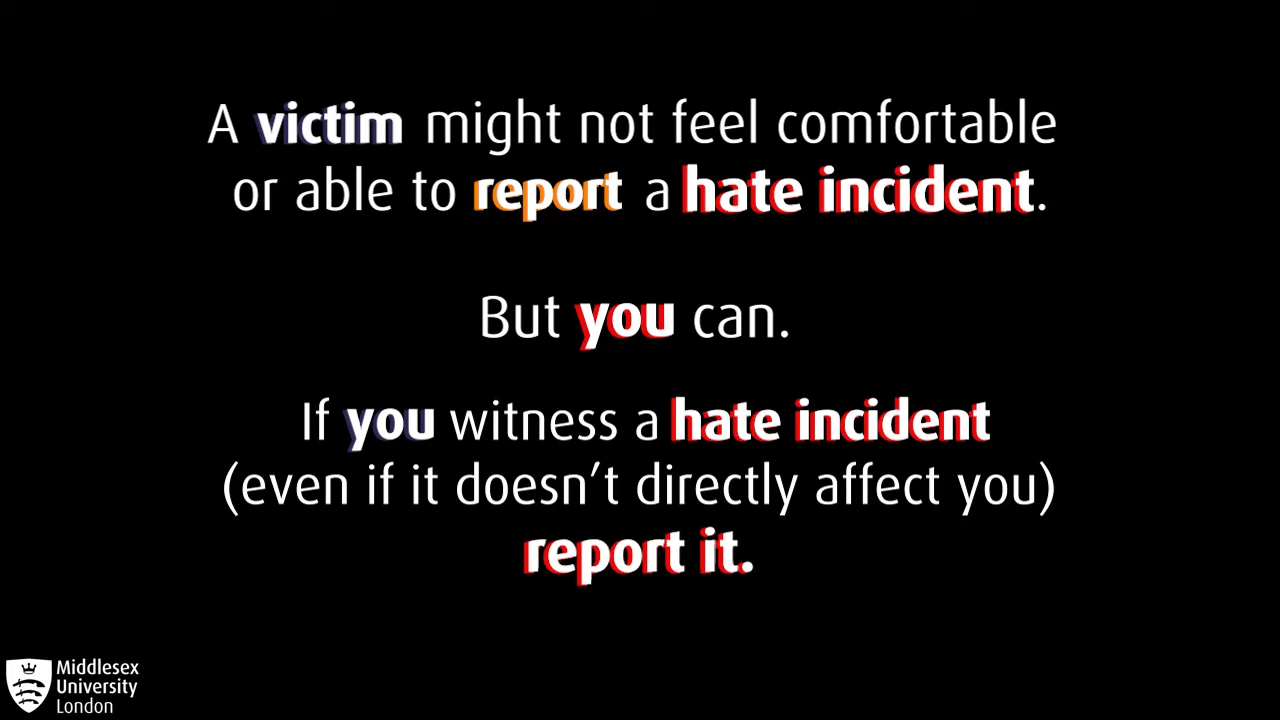 A victim might not feel comfortable
or able to report a hate incident.
But you can.
If you witness a hate incident
(even if it doesn’t directly affect you)
report it.
Middlesex
University
London